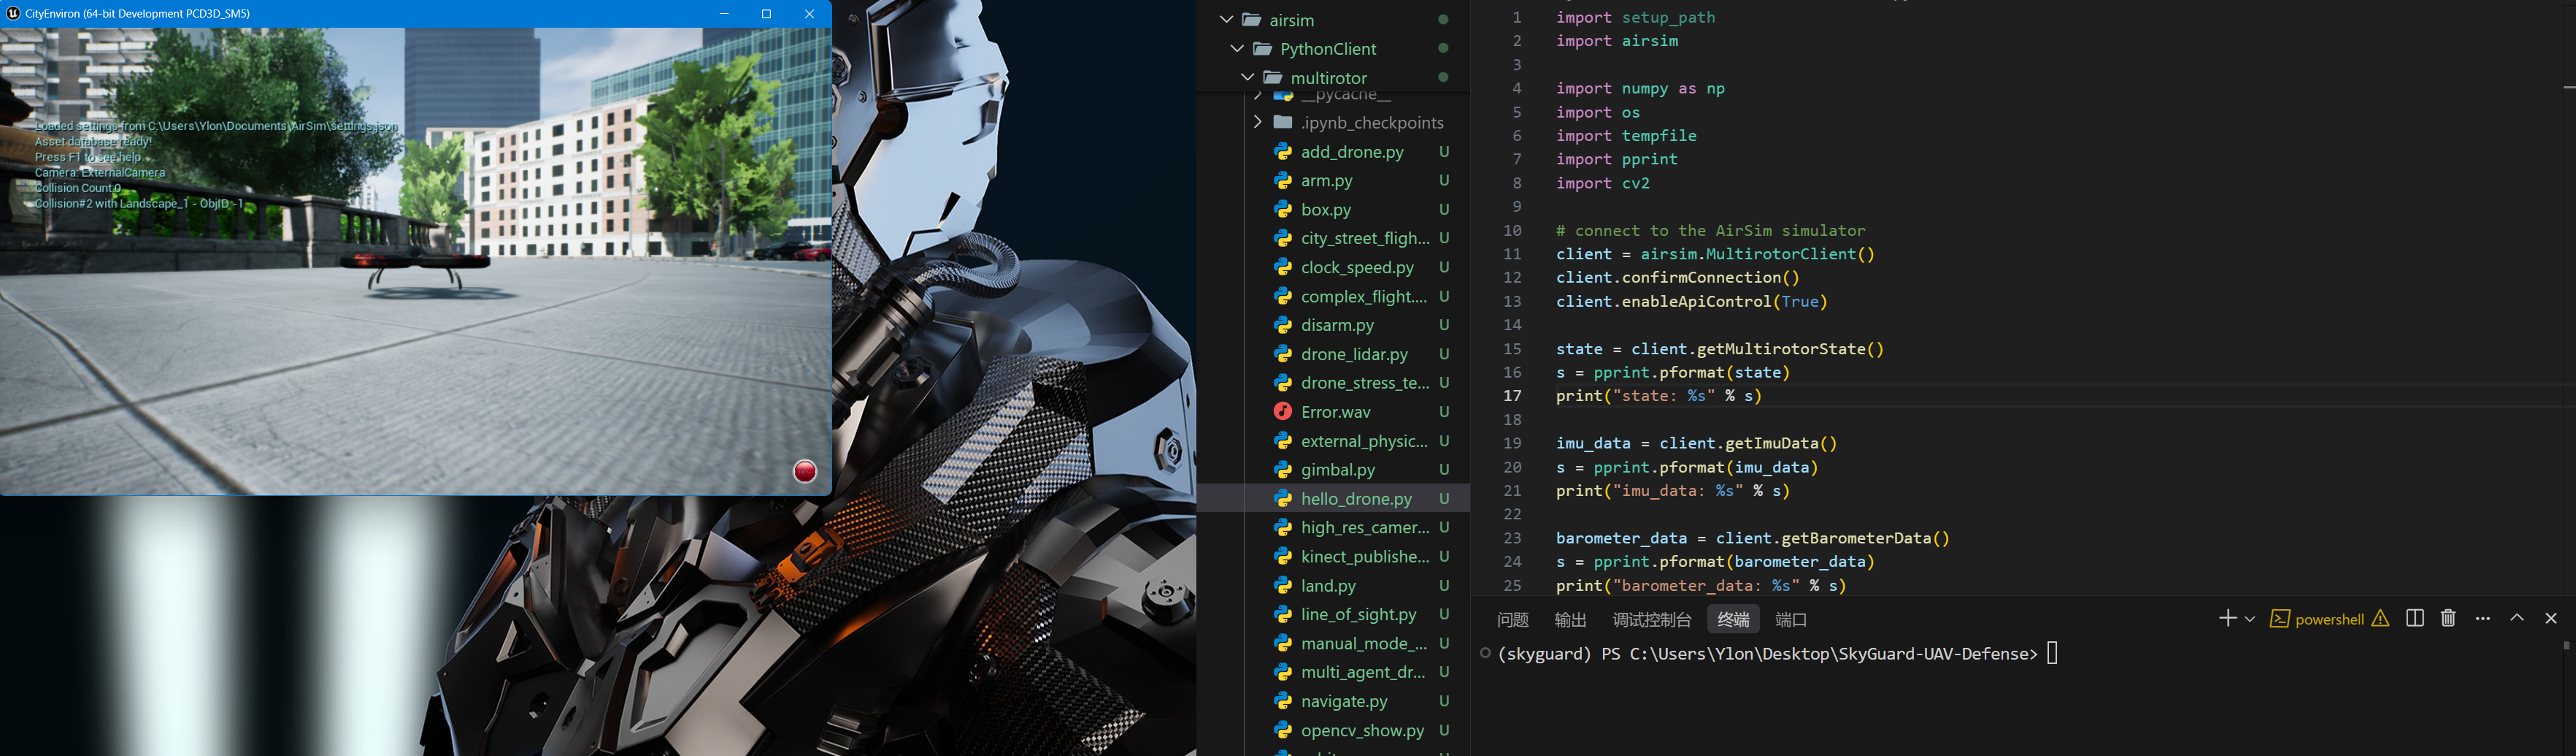 CityEnviron (64-bit Development PCD3D_SM5)
Loaded settings from C:\Users\Ylon\Documents\AirSim\settings.json
Asset database ready!
Press F1 to see help
Camera: ExternalCamera
Collision Count:0
Collision#2 with Landscape_1 - ObjID -1
airsim
PythonClient
multirotor
__pycache__
.ipynb_checkpoints
add_drone.py U
arm.py U
box.py U
city_street_fligh... U
clock_speed.py U
complex_flight.... U
disarm.py U
drone_lidar.py U
drone_stress_te... U
Error.wav U
external_physic... U
gimbal.py U
hello_drone.py U
high_res_camer... U
kinect_publishe... U
land.py U
line_of_sight.py U
manual_mode_... U
multi_agent_dr... U
navigate.py U
opencv_show.py U
1 import setup_path
2 import airsim
3
4 import numpy as np
5 import os
6 import tempfile
7 import pprint
8 import cv2
9
10 # connect to the AirSim simulator
11 client = airsim.MultirotorClient()
12 client.confirmConnection()
13 client.enableApiControl(True)
14
15 state = client.getMultirotorState()
16 s = pprint.pformat(state)
17 print("state: %s" % s)
18
19 imu_data = client.getImuData()
20 s = pprint.pformat(imu_data)
21 print("imu_data: %s" % s)
22
23 barometer_data = client.getBarometerData()
24 s = pprint.pformat(barometer_data)
25 print("barometer_data: %s" % s)
问题 输出 调试控制台 终端 端口 powershell
(skyguard) PS C:\Users\Ylon\Desktop\SkyGuard-UAV-Defense>